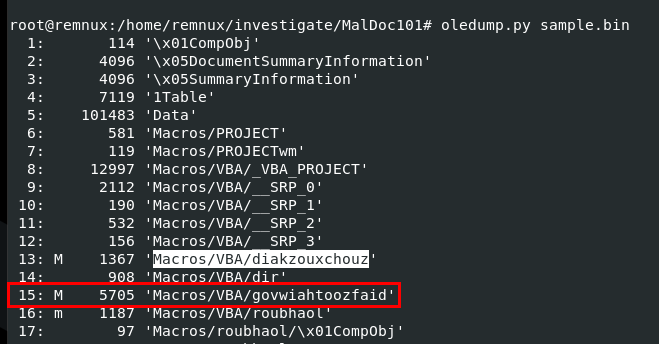 root@remnux:/home/remnux/investigate/MalDoc101# oledump.py sample.bin
1: 114 '\x01CompObj'
2: 4096 '\x05DocumentSummaryInformation'
3: 4096 '\x05SummaryInformation'
4: 7119 '1Table'
5: 101483 'Data'
6: 581 'Macros/PROJECT'
7: 119 'Macros/PROJECTwm'
8: 12997 'Macros/VBA/_VBA_PROJECT'
9: 2112 'Macros/VBA/__SRP_0'
10: 190 'Macros/VBA/__SRP_1'
11: 532 'Macros/VBA/__SRP_2'
12: 156 'Macros/VBA/__SRP_3'
13: M 1367 'Macros/VBA/diakzouxchouz'
14: 908 'Macros/VBA/dir'
15: M 5705 'Macros/VBA/govwiahtoozfaid'
16: m 1187 'Macros/VBA/roubhaol'
17: 97 'Macros/roubhaol/\x01CompObj'